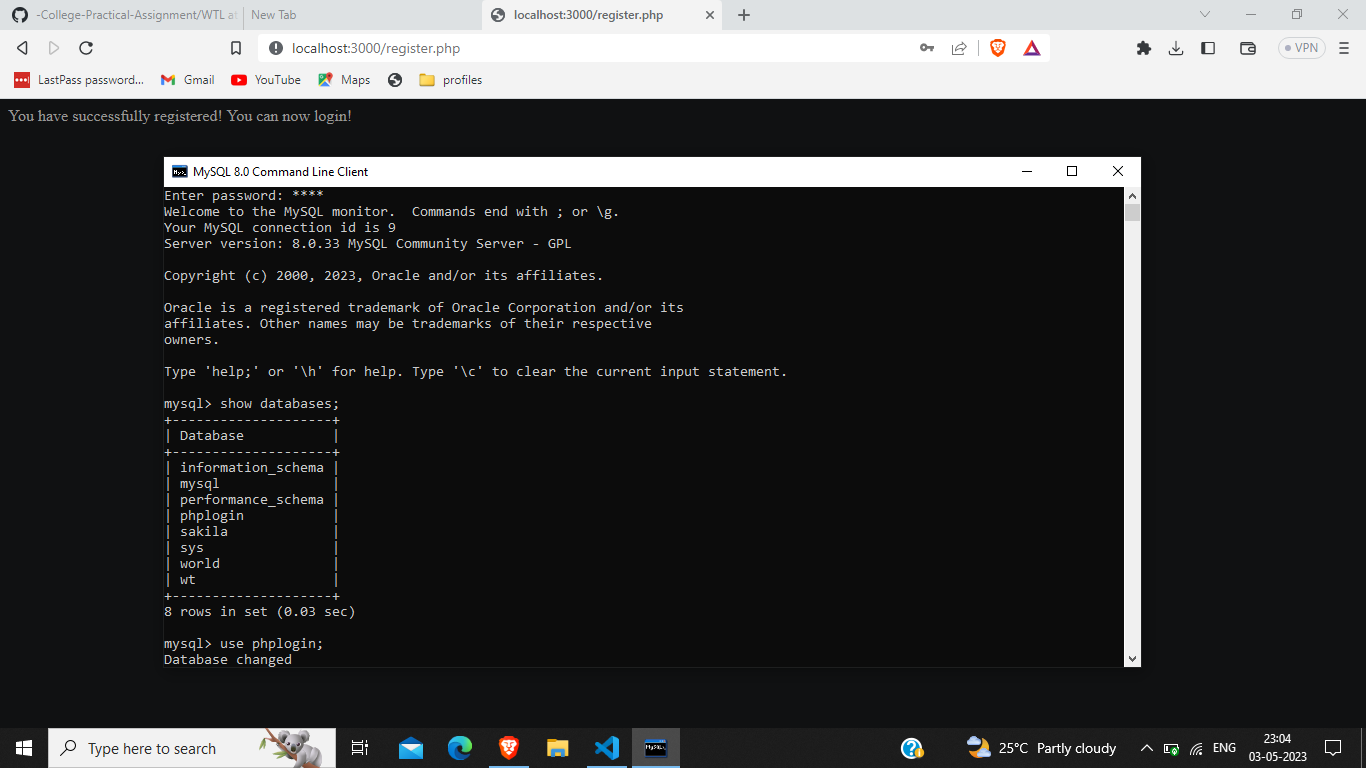 -College-Practical-Assignment/WTL at
New Tab
localhost:3000/register.php
localhost:3000/register.php
VPN
LastPass password...
Gmail
YouTube
Maps
profiles
You have successfully registered! You can now login!
MySQL 8.0 Command Line Client
Enter password: ****
Welcome to the MySQL monitor.  Commands end with ; or \g.
Your MySQL connection id is 9
Server version: 8.0.33 MySQL Community Server - GPL
Copyright (c) 2000, 2023, Oracle and/or its affiliates.
Oracle is a registered trademark of Oracle Corporation and/or its
affiliates. Other names may be trademarks of their respective
owners.
Type 'help;' or '\h' for help. Type '\c' to clear the current input statement.
mysql> show databases;
+--------------------+
| Database           |
+--------------------+
| information_schema |
| mysql              |
| performance_schema |
| phplogin           |
| sakila             |
| sys                |
| world              |
| wt                 |
+--------------------+
8 rows in set (0.03 sec)
mysql> use phplogin;
Database changed
Type here to search
25°C Partly cloudy
ENG
23:04
03-05-2023